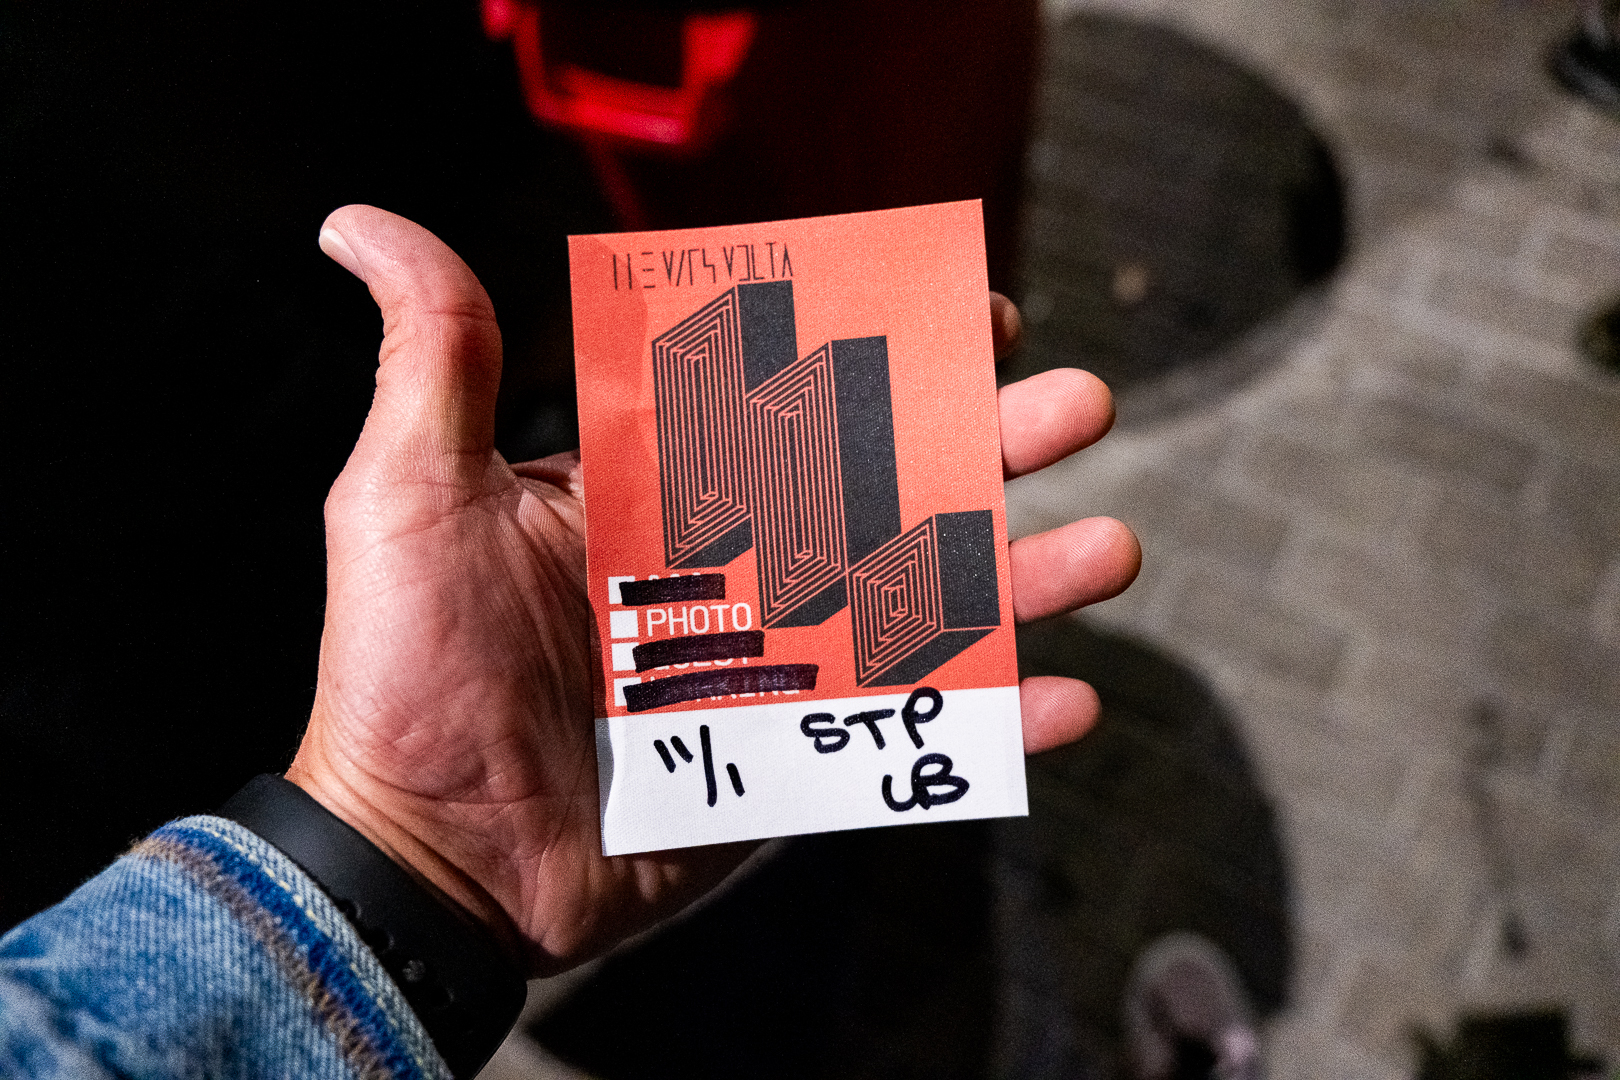 THE MARS VOLTA
PHOTO
11/1 STP
UB